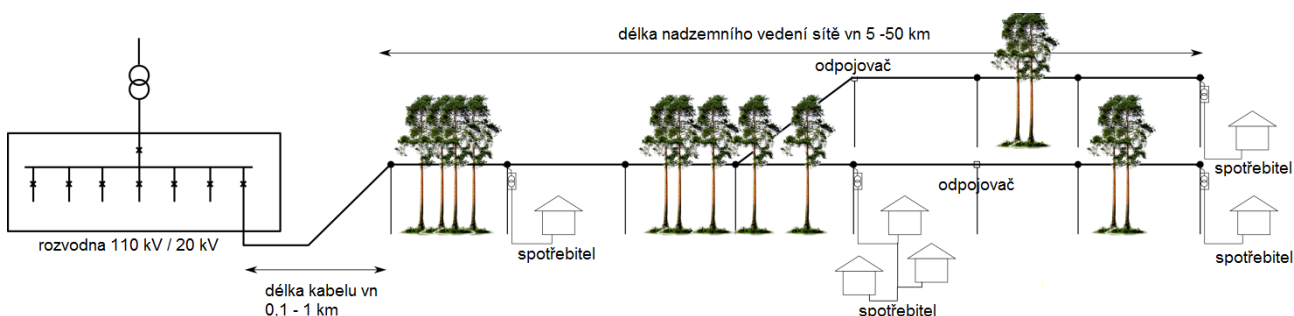 délka nadzemního vedení sítě vn 5 -50 km
odpojovač
spotřebitel
odpojovač
rozvodna 110 kV / 20 kV
spotřebitel
spotřebitel
délka kabelu vn
0.1 - 1 km
spotřebitel